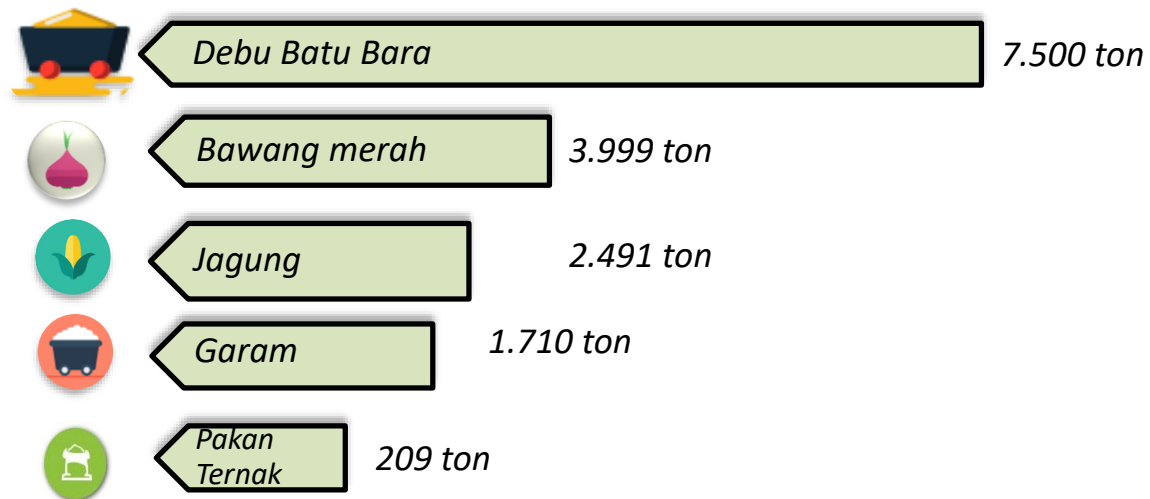 Debu Batu Bara
7.500 ton
Bawang merah
3.999 ton
Jagung
2.491 ton
Garam
1.710 ton
Pakan
Ternak
209 ton